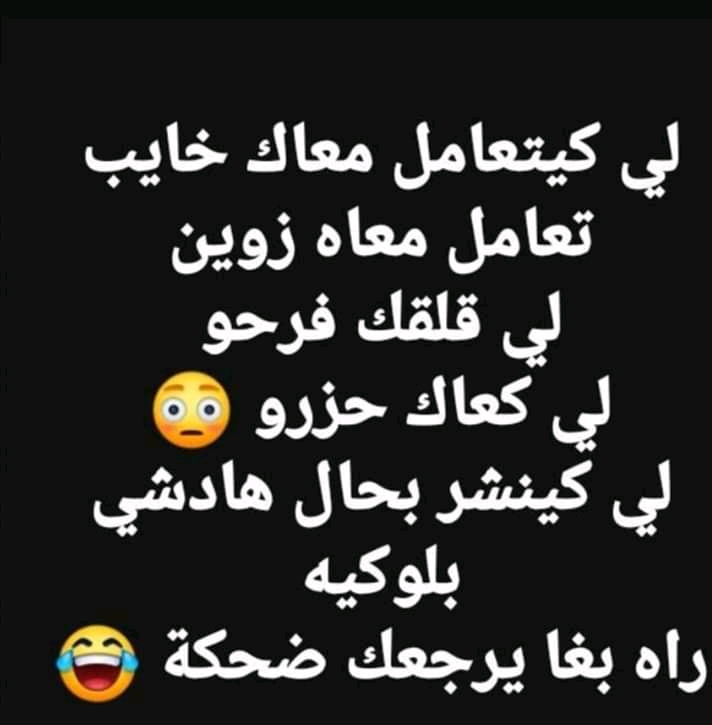 لي كيتعامل معاك خايب
تعامل معاه زوين
لي قلقك فرحو
لي كعاك حزرو 😳
لي كينشر بحال هادشي
بلوكيه
راه بغا يرجعك ضحكة 😂